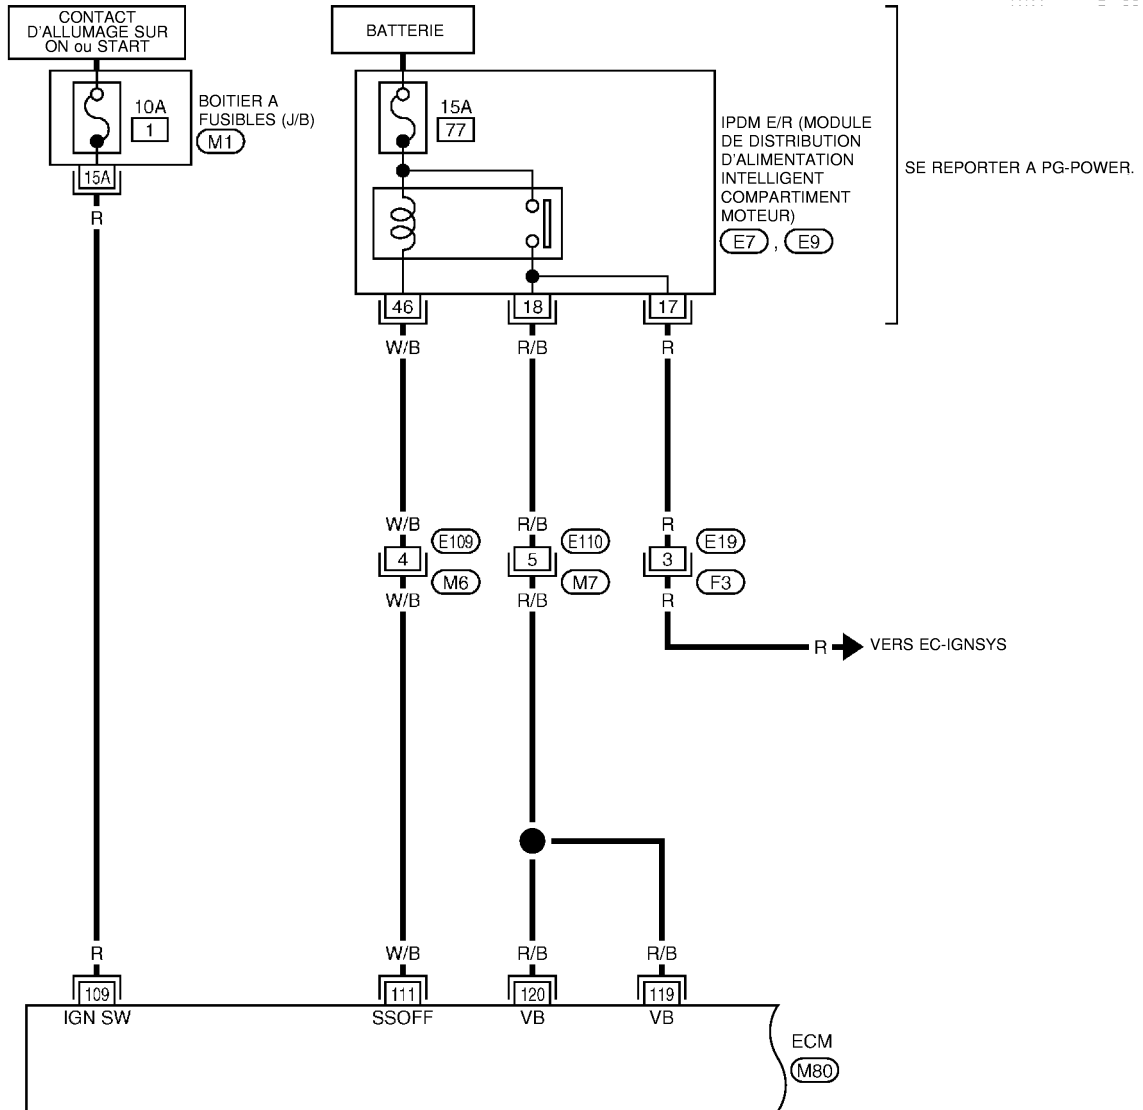 CONTACT
D'ALLUMAGE SUR
ON ou START
BATTERIE
10A
1
BOITIER A
FUSIBLES (J/B)
M1
15A
77
IPDM E/R (MODULE
DE DISTRIBUTION
D'ALIMENTATION
INTELLIGENT
COMPARTIMENT
MOTEUR)
E7 , E9
SE REPORTER A PG-POWER.
15A
R
46
18
17
W/B
R/B
R
W/B
R/B
R
4
E109
5
E110
3
E19
M6
M7
F3
W/B
R/B
R
R
VERS EC-IGNSYS
R
W/B
R/B
R/B
109
111
120
119
IGN SW
SSOFF
VB
VB
ECM
M80